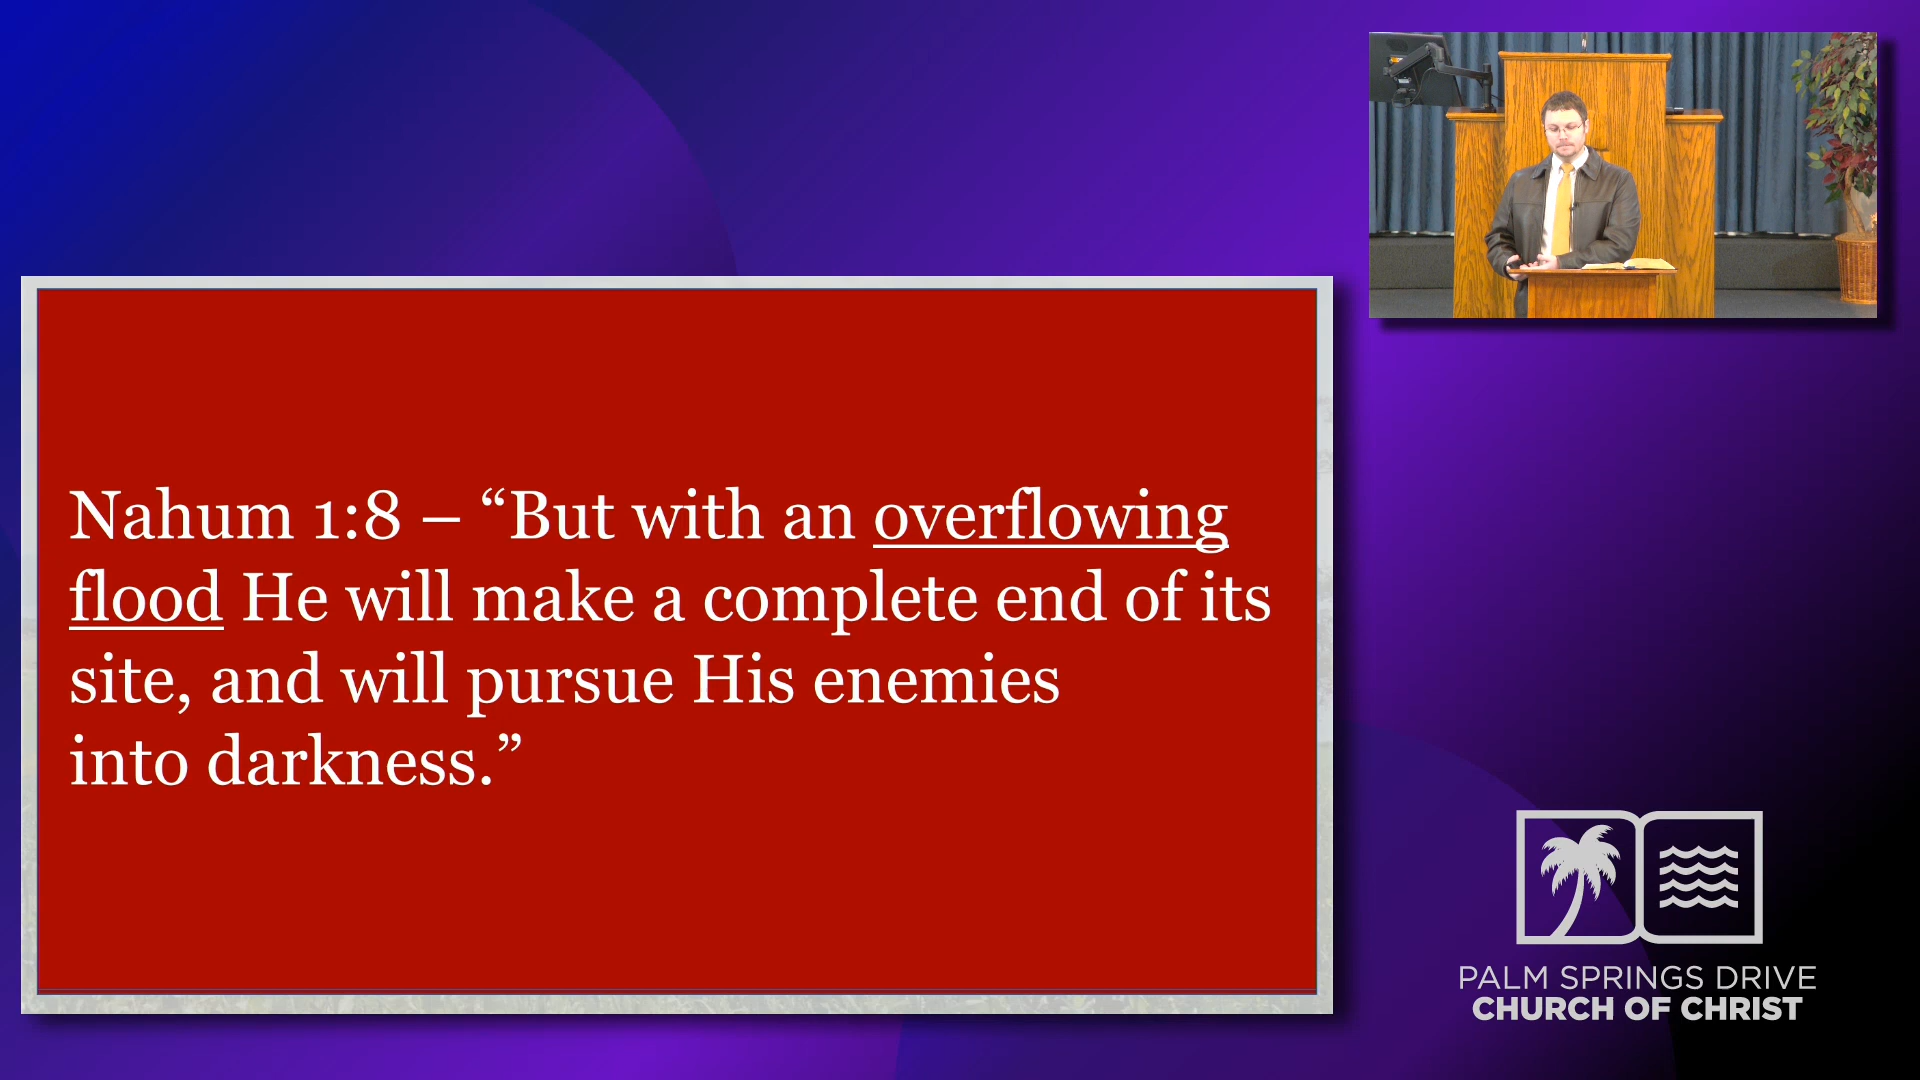 Nahum 1:8 – “But with an overflowing
flood He will make a complete end of its
site, and will pursue His enemies
into darkness.”
PALM SPRINGS DRIVE
CHURCH OF CHRIST